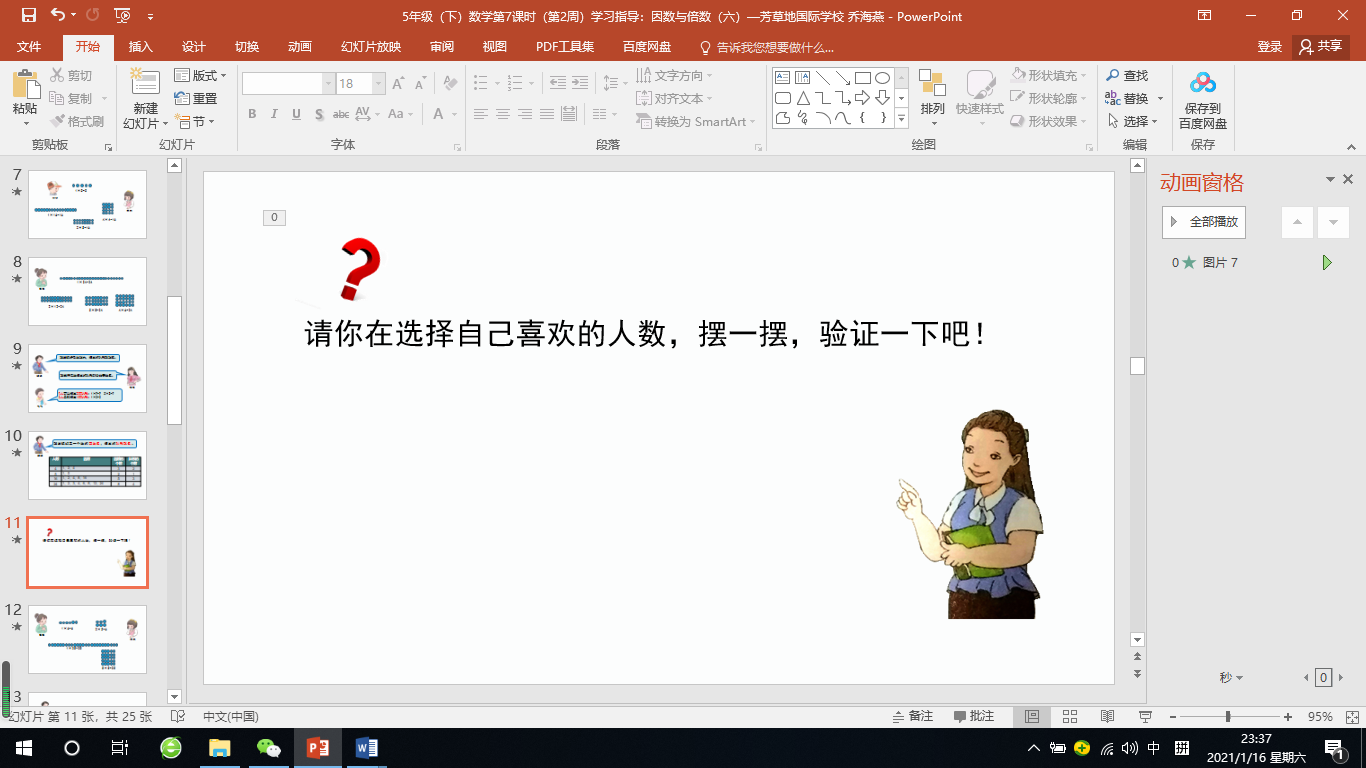 5年级（下）数学第7课时（第2周）学习指导：因数与倍数（六）—芳草地国际学校 乔海燕 - PowerPoint
文件 开始 插入 设计 切换 动画 幻灯片放映 审阅 视图 PDF工具集 百度网盘 告诉我您想要做什么... 登录 共享
粘贴 剪切 复制 格式刷
新建 幻灯片 版式 重置 节
18
B I U S abc AV Aa A
文字方向 对齐文本 转换为 SmartArt
排列 快速样式 形状填充 形状轮廓 形状效果
查找 替换 选择
保存到 百度网盘
剪贴板 幻灯片 字体 段落 绘图 编辑 保存
7
8
9
10
11
12
13
0
请你在选择自己喜欢的人数，摆一摆，验证一下吧！
动画窗格
全部播放
0 图片 7
秒 0
幻灯片 第 11 张，共 25 张 中文(中国) 备注 批注 95%
中 拼 23:37
2021/1/16 星期六
1